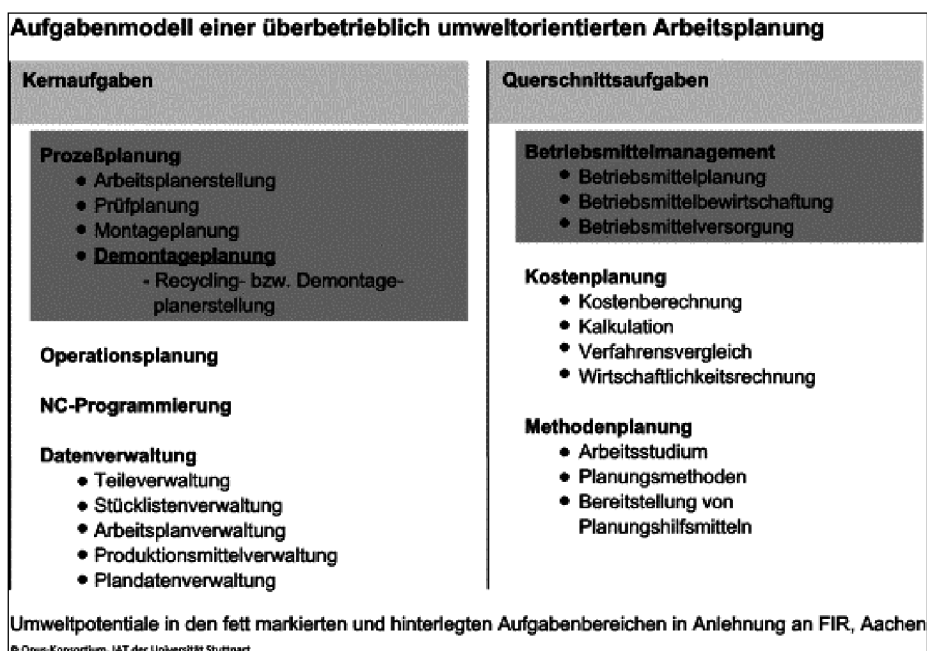 Aufgabenmodell einer überbetrieblich umweltorientierten Arbeitsplanung
Kernaufgaben
Prozeßplanung
• Arbeitsplanerstellung
• Prüfplanung
• Montageplanung
• Demontageplanung
- Recycling- bzw. Demontage-
planerstellung
Operationsplanung
NC-Programmierung
Datenverwaltung
• Teileverwaltung
• Stücklistenverwaltung
• Arbeitsplanverwaltung
• Produktionsmittelverwaltung
• Plandatenverwaltung
Querschnittsaufgaben
Betriebsmittelmanagement
• Betriebsmittelplanung
• Betriebsmittelbewirtschaftung
• Betriebsmittelversorgung
Kostenplanung
• Kostenberechnung
• Kalkulation
• Verfahrensvergleich
• Wirtschaftlichkeitsrechnung
Methodenplanung
• Arbeitsstudium
• Planungsmethoden
• Bereitstellung von
Planungshilfsmitteln
Umweltpotentiale in den fett markierten und hinterlegten Aufgabenbereichen in Anlehnung an FIR, Aachen
© Opus-Konsortium, IAT der Universität Stuttgart